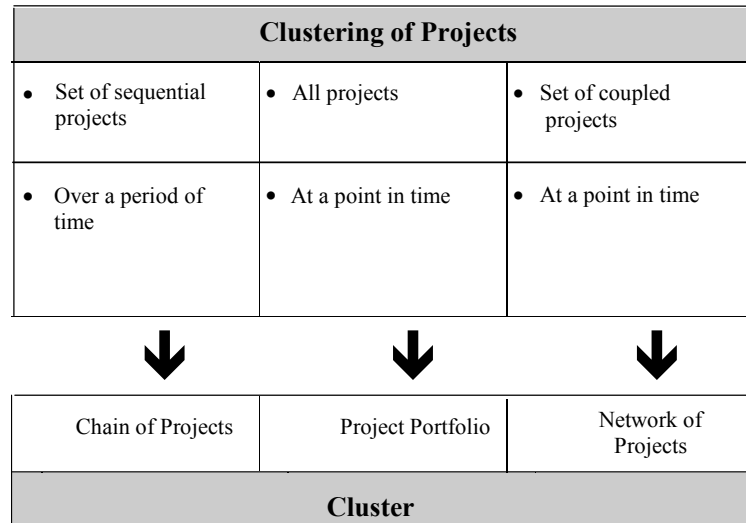 Clustering of Projects
• Set of sequential
projects
• All projects
• Set of coupled
projects
• Over a period of
time
• At a point in time
• At a point in time
Chain of Projects
Project Portfolio
Network of
Projects
Cluster